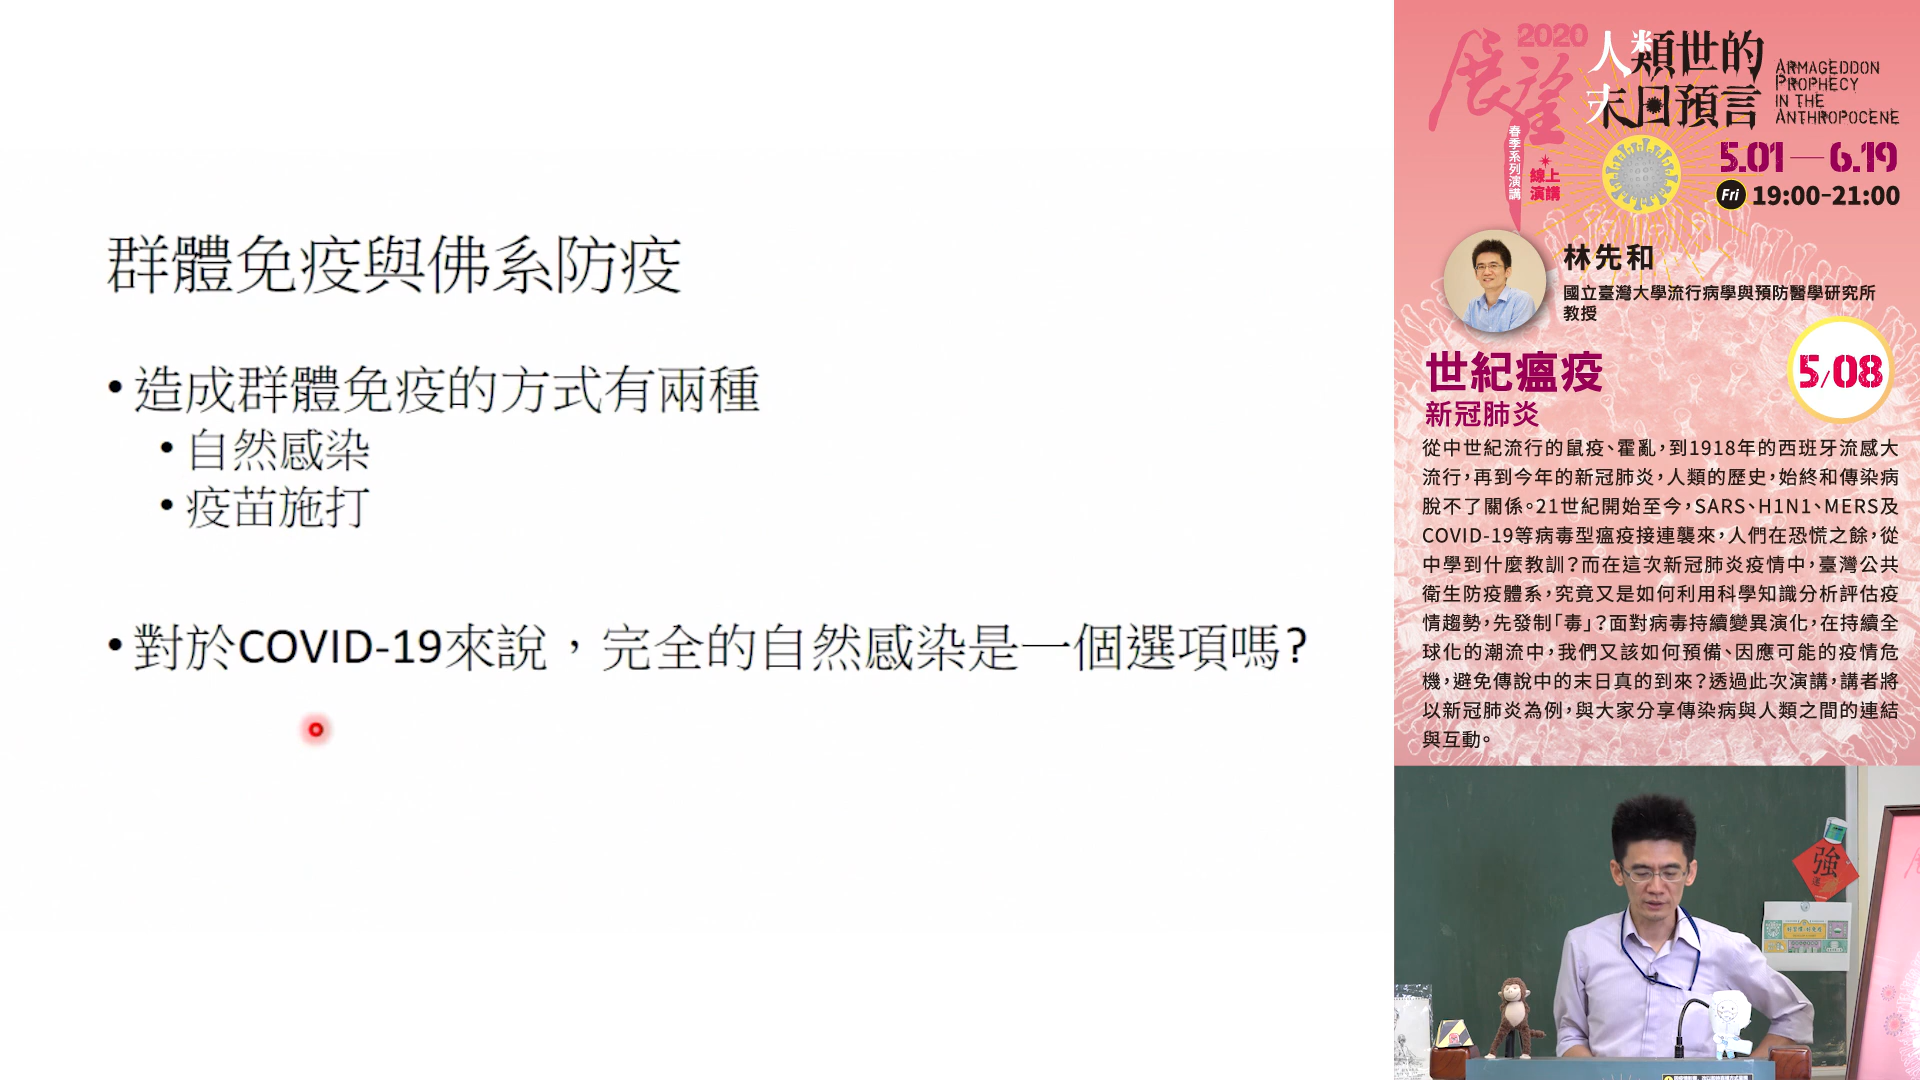 群體免疫與佛系防疫
•造成群體免疫的方式有兩種
•自然感染
•疫苗施打
•對於COVID-19來說，完全的自然感染是一個選項嗎?
2020
展望
春季系列演講
線上
演講
人類世的
末日預言
ARMAGEDDON
PROPHECY
IN THE
ANTHROPOCENE
5.01—6.19
Fri 19:00-21:00
林先和
國立臺灣大學流行病學與預防醫學研究所
教授
5/08
世紀瘟疫
新冠肺炎
從中世紀流行的鼠疫、霍亂，到1918年的西班牙流感大
流行，再到今年的新冠肺炎，人類的歷史，始終和傳染病
脫不了關係。21世紀開始至今，SARS、H1N1、MERS及
COVID-19等病毒型瘟疫接連襲來，人們在恐慌之餘，從
中學到什麼教訓？而在這次新冠肺炎疫情中，臺灣公共
衛生防疫體系，究竟又是如何利用科學知識分析評估疫
情趨勢，先發制「毒」？面對病毒持續變異演化，在持續全
球化的潮流中，我們又該如何預備、因應可能的疫情危
機，避免傳說中的末日真的到來？透過此次演講，講者將
以新冠肺炎為例，與大家分享傳染病與人類之間的連結
與互動。
強